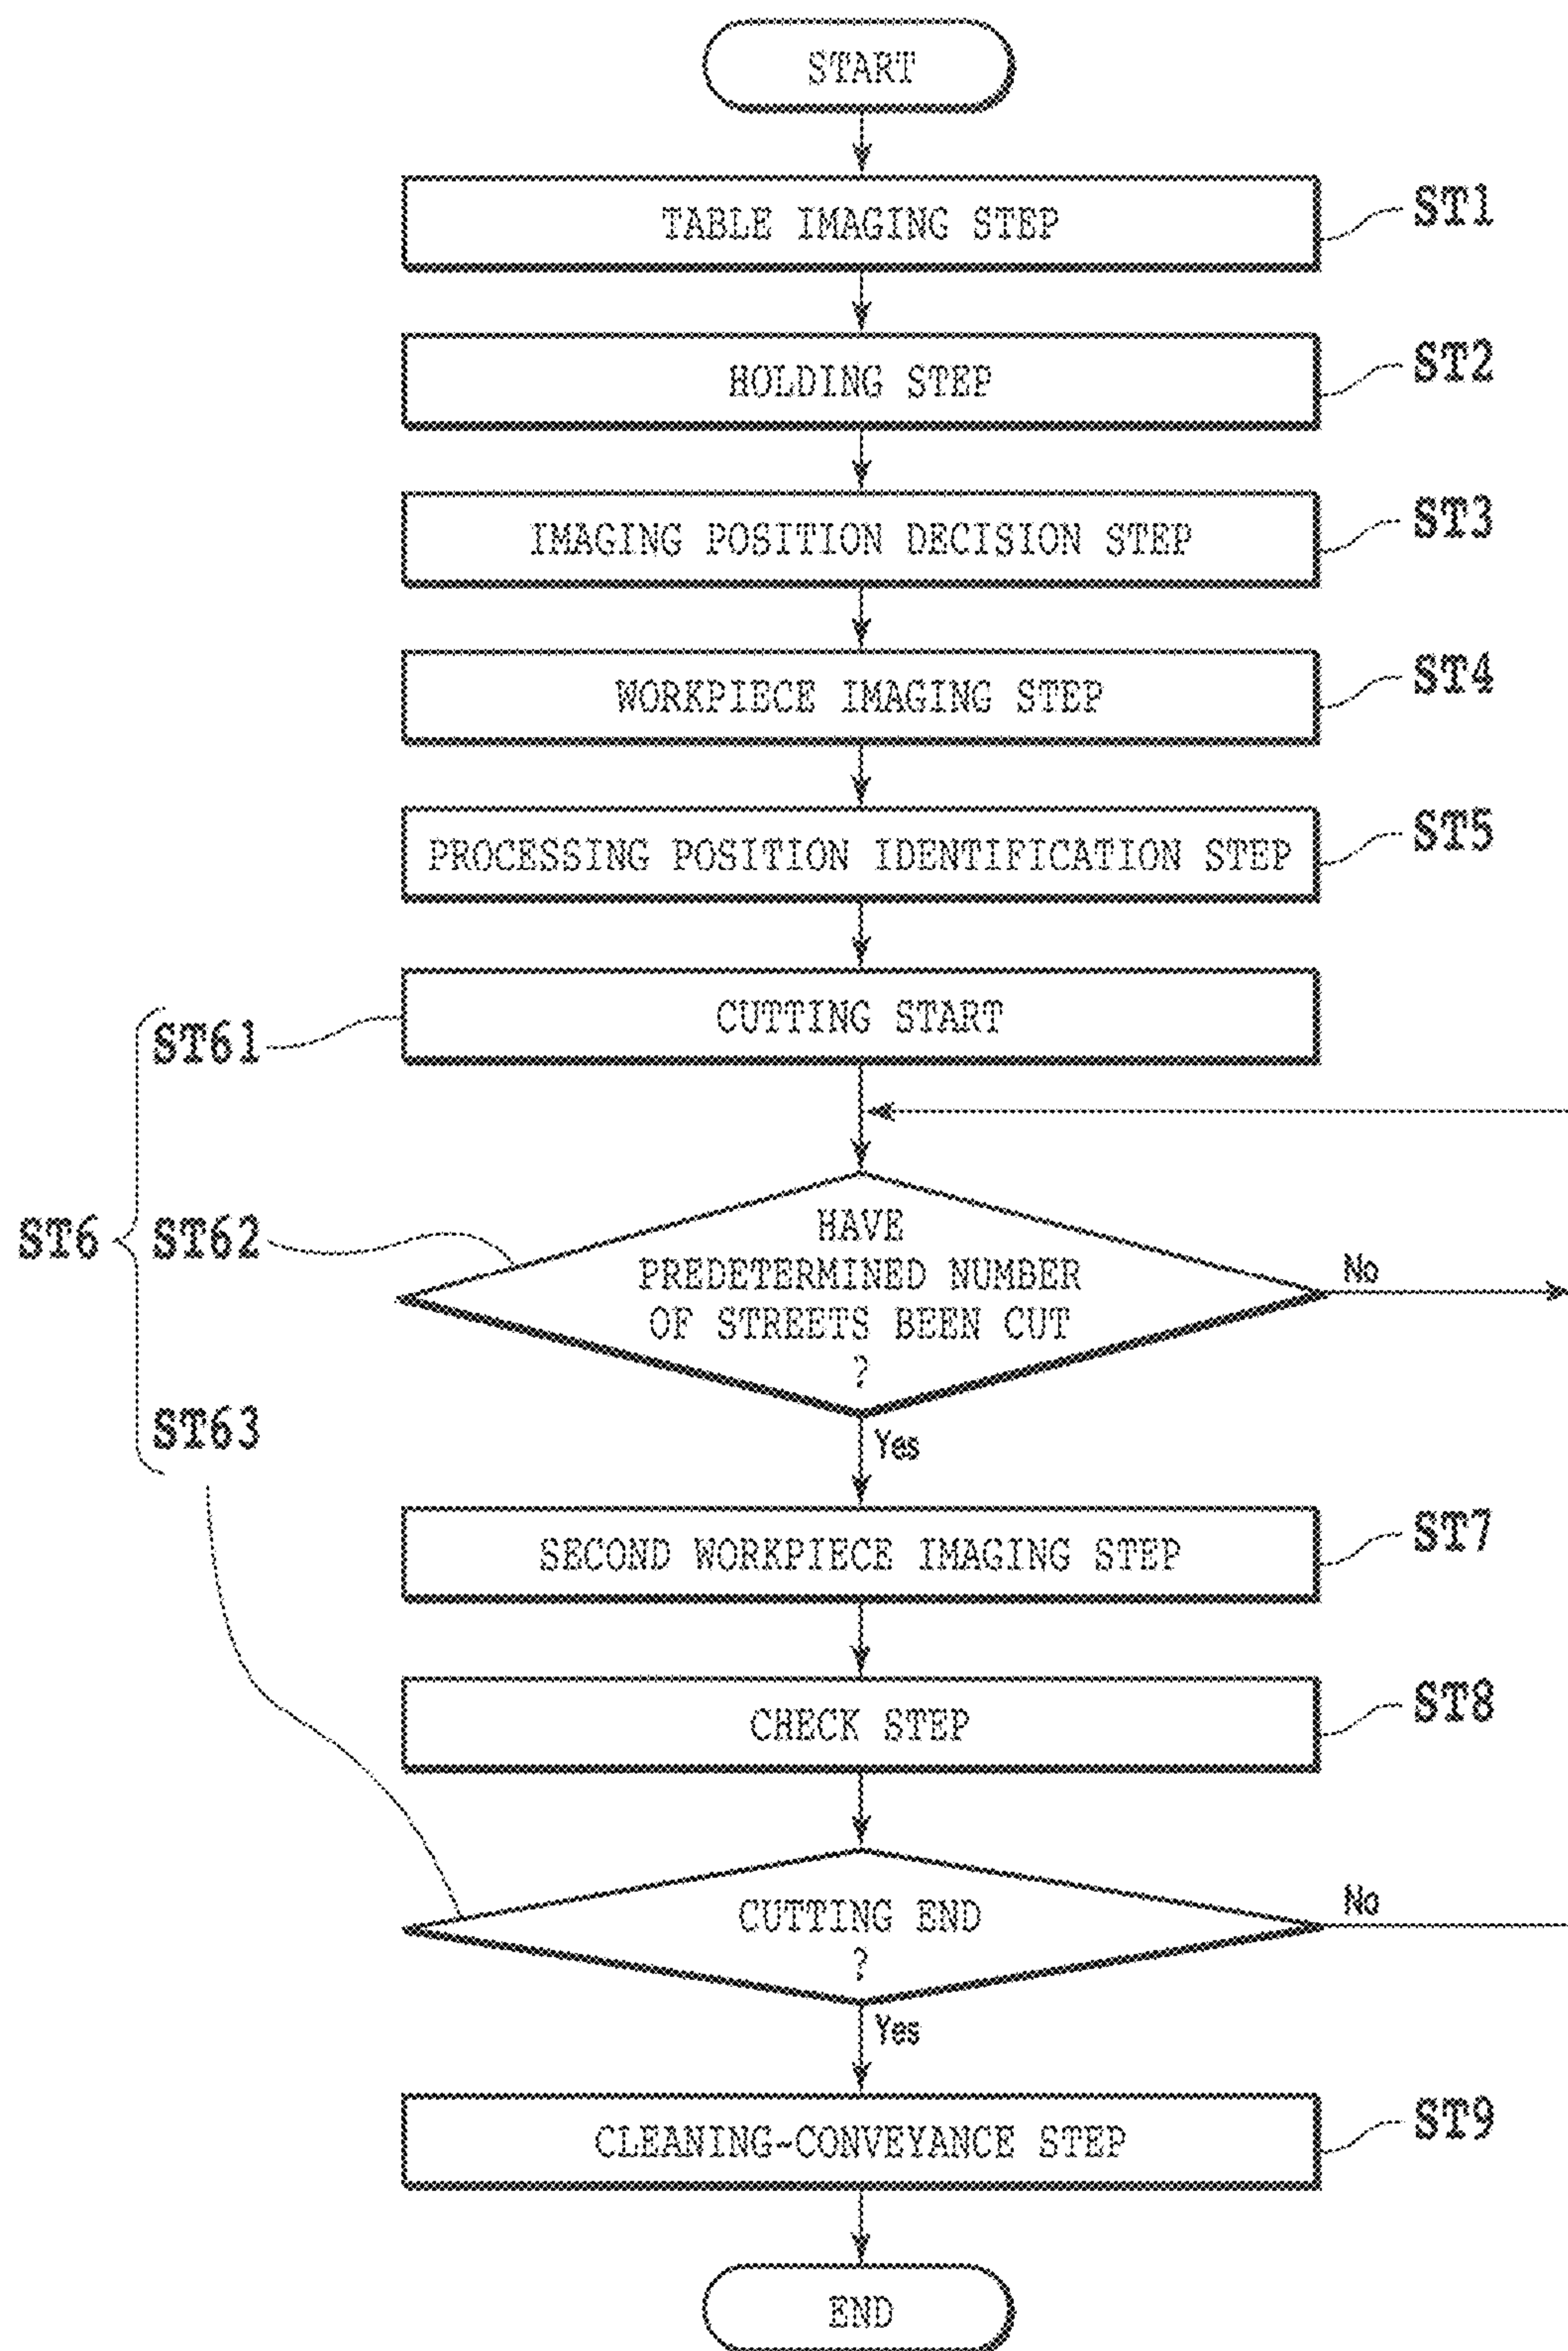 START
TABLE IMAGING STEP
ST1
HOLDING STEP
ST2
IMAGING POSITION DECISION STEP
ST3
WORKPIECE IMAGING STEP
ST4
PROCESSING POSITION IDENTIFICATION STEP
ST5
CUTTING START
ST61
ST6
ST62
HAVE
PREDETERMINED NUMBER
OF STREETS BEEN CUT
?
No
ST63
Yes
SECOND WORKPIECE IMAGING STEP
ST7
CHECK STEP
ST8
CUTTING END
?
No
Yes
CLEANING-CONVEYANCE STEP
ST9
END